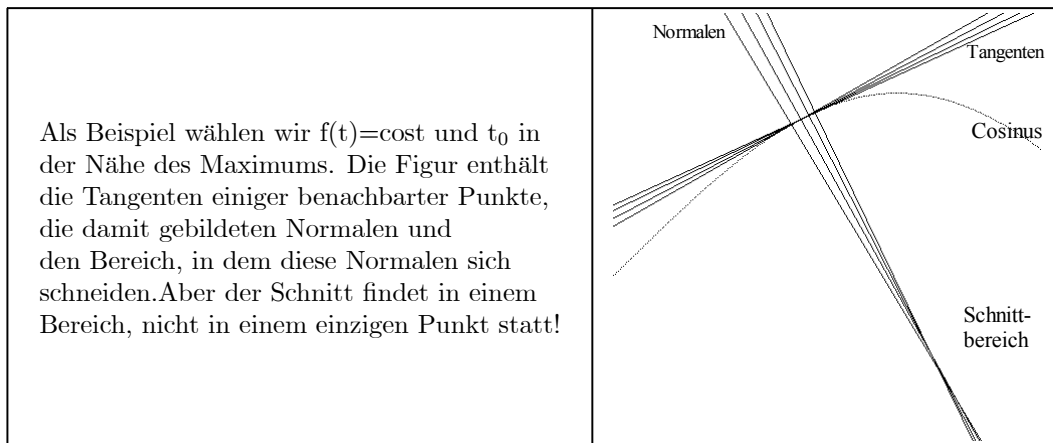 Als Beispiel wählen wir f(t)=cost und t₀ in
der Nähe des Maximums. Die Figur enthält
die Tangenten einiger benachbarter Punkte,
die damit gebildeten Normalen und
den Bereich, in dem diese Normalen sich
schneiden.Aber der Schnitt findet in einem
Bereich, nicht in einem einzigen Punkt statt!
Normalen
Tangenten
Cosinus
Schnitt-
bereich